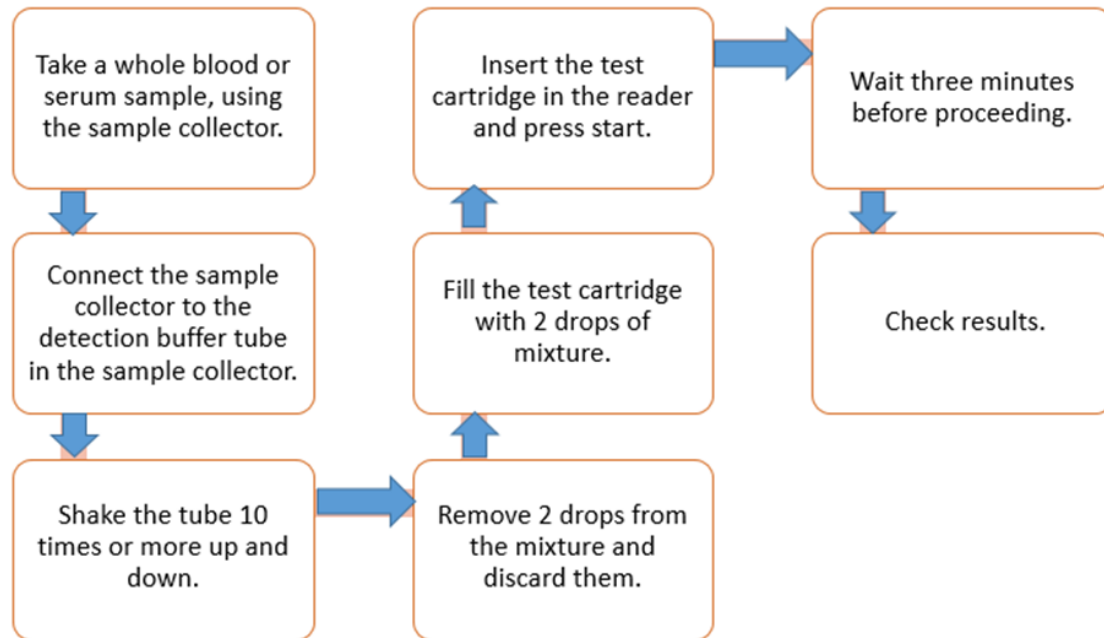 Take a whole blood or
serum sample, using
the sample collector.
Connect the sample
collector to the
detection buffer tube
in the sample collector.
Shake the tube 10
times or more up and
down.
Remove 2 drops from
the mixture and
discard them.
Fill the test cartridge
with 2 drops of
mixture.
Insert the test
cartridge in the reader
and press start.
Wait three minutes
before proceeding.
Check results.